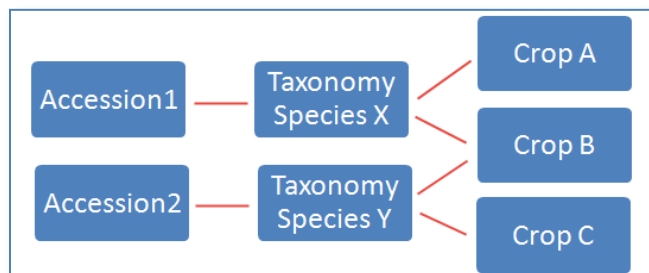 Accession1
Taxonomy
Species X
Crop A
Crop B
Accession2
Taxonomy
Species Y
Crop C